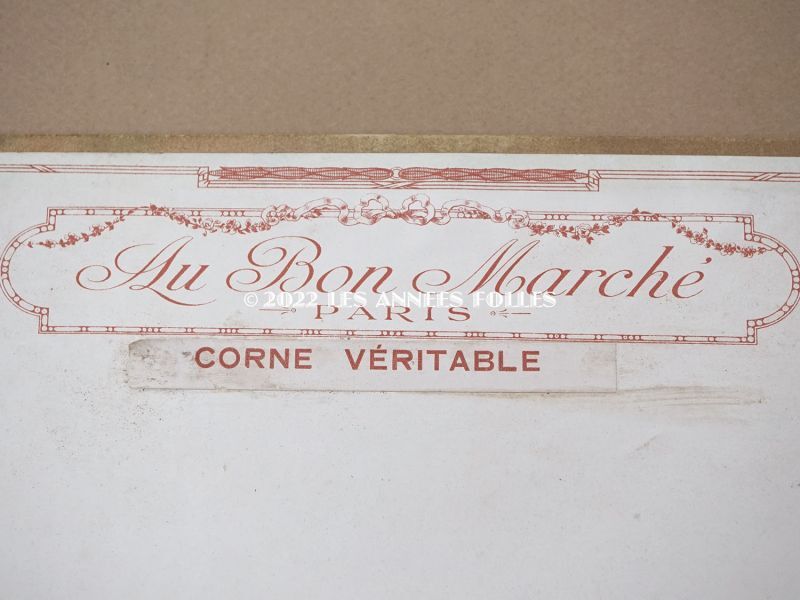 Au Bon Marché
© 2022 LES ANNEES FOLLES
PARIS
CORNE VÉRITABLE